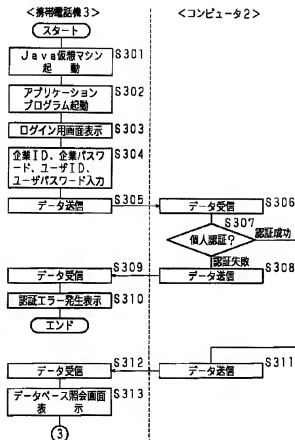 ＜携帯電話機３＞ ＜コンピュータ２＞
スタート
Ｊａｖａ仮想マシン
起 動
S301
アプリケーション
プログラム起動
S302
ログイン用画面表示
S303
企業ＩＤ、企業パスワ
ード、ユーザＩＤ、
ユーザパスワード入力
S304
データ送信
S305
データ受信
S306
S307
個人認証？
認証成功
認証失敗
データ受信
S309
データ送信
S308
認証エラー発生表示
S310
エンド
データ受信
S312
データ送信
S311
データベース照会画面
表 示
S313
③